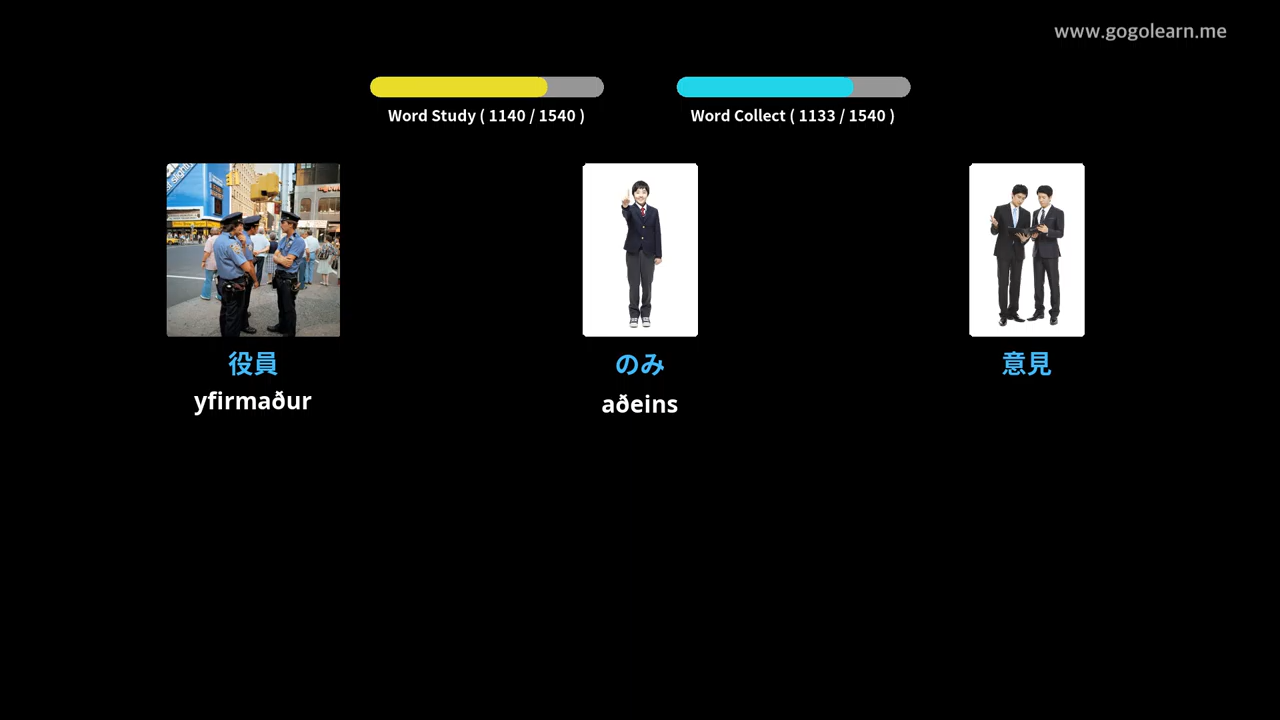 www.gogolearn.me
Word Study ( 1140 / 1540 )
Word Collect ( 1133 / 1540 )
役員
のみ
意見
yfirmaður
aðeins